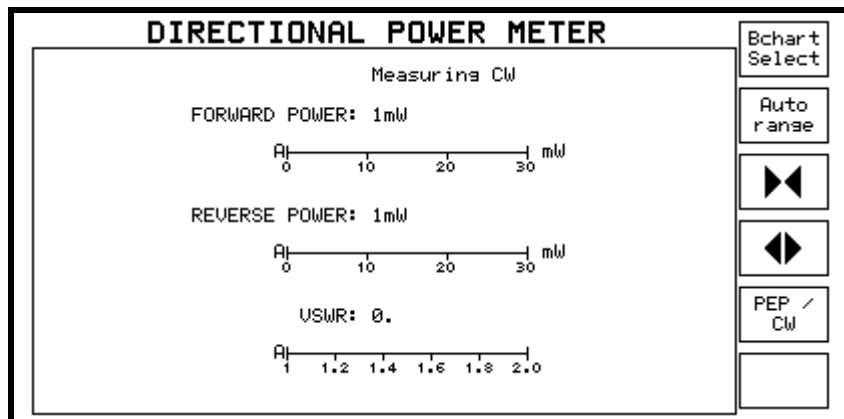 DIRECTIONAL POWER METER
Measuring CW
FORWARD POWER: 1mW
A mW
0 10 20 30
REVERSE POWER: 1mW
A mW
0 10 20 30
VSWR: 0.
A
1 1.2 1.4 1.6 1.8 2.0
Bchart
Select
Auto
range
PEP /
CW